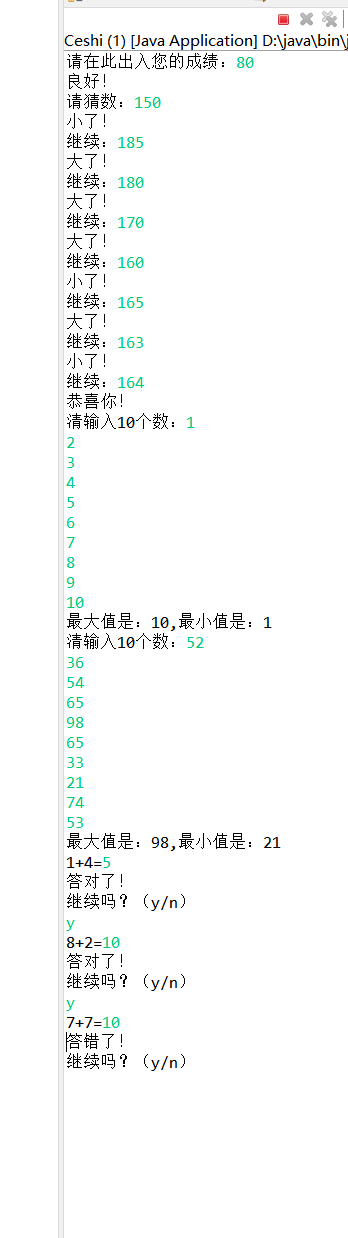 Ceshi (1) [Java Application] D:\java\bin\j
请在此出入您的成绩：80
良好！
请猜数：150
小了！
继续：185
大了！
继续：180
大了！
继续：170
大了！
继续：160
小了！
继续：165
大了！
继续：163
小了！
继续：164
恭喜你！
清输入10个数：1
2
3
4
5
6
7
8
9
10
最大值是：10,最小值是：1
清输入10个数：52
36
54
65
98
65
33
21
74
53
最大值是：98,最小值是：21
1+4=5
答对了！
继续吗？（y/n）
y
8+2=10
答对了！
继续吗？（y/n）
y
7+7=10
答错了！
继续吗？（y/n）